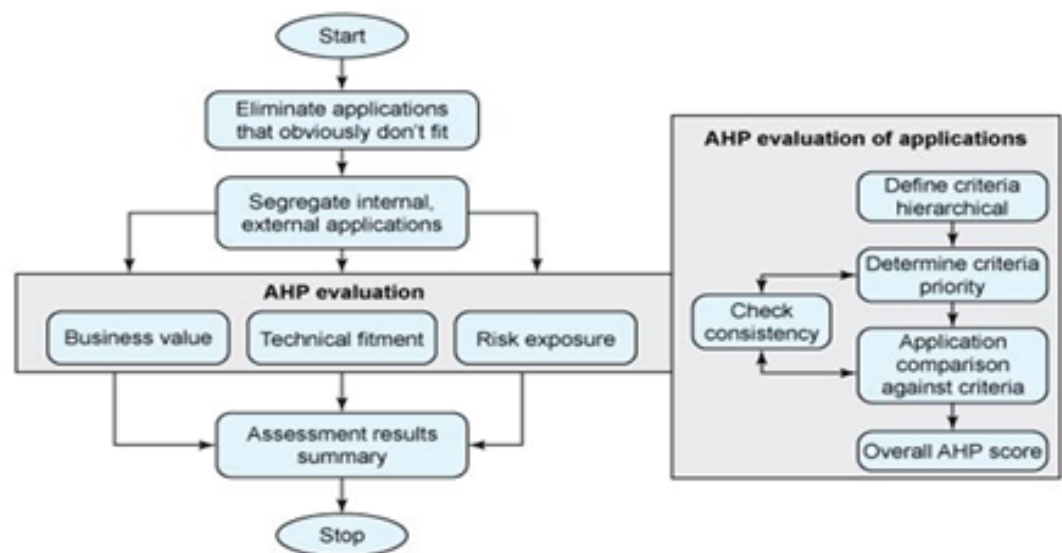 Start
Eliminate applications
that obviously don't fit
Segregate internal,
external applications
AHP evaluation
Business value
Technical fitment
Risk exposure
Assessment results
summary
Stop
AHP evaluation of applications
Define criteria
hierarchical
Determine criteria
priority
Check
consistency
Application
comparison
against criteria
Overall AHP score